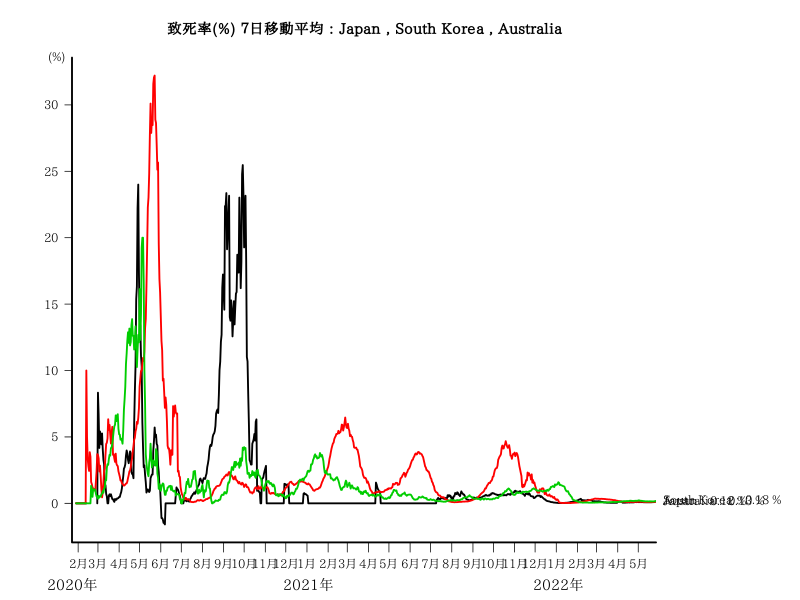 致死率(%) 7日移動平均 : Japan , South Korea , Australia
(%)
30
25
20
15
10
5
0
2月 3月 4月 5月 6月 7月 8月 9月 10月 11月 12月 1月 2月 3月 4月 5月 6月 7月 8月 9月 10月 11月 12月 1月 2月 3月 4月 5月
2020年 2021年 2022年
South Korea